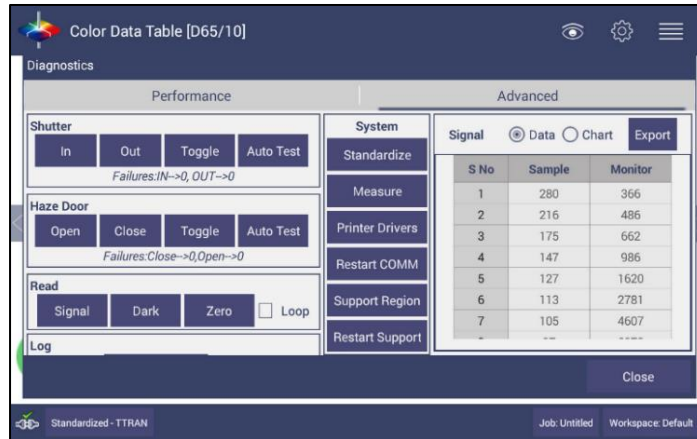 Color Data Table [D65/10]
Diagnostics
Performance
Advanced
Shutter
In Out Toggle Auto Test
Failures:IN-->0, OUT-->0
Haze Door
Open Close Toggle Auto Test
Failures:Close-->0,Open-->0
Read
Signal Dark Zero Loop
Log
System
Standardize
Measure
Printer Drivers
Restart COMM
Support Region
Restart Support
Signal Data Chart Export
S No Sample Monitor
1 280 366
2 216 486
3 175 662
4 147 986
5 127 1620
6 113 2781
7 105 4607
Close
Standardized - TTRAN
Job: Untitled Workspace: Default